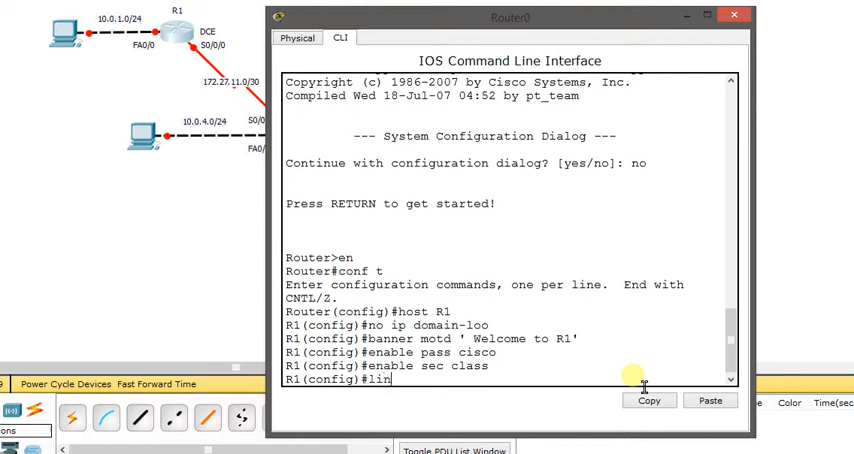 R1
10.0.1.0/24
DCE
FA0/0
S0/0/0
172.27.11.0/30
10.0.4.0/24
S0/0
FA0/
Router0
Physical
CLI
IOS Command Line Interface
Copyright (c) 1986-2007 by Cisco Systems, Inc.
Compiled Wed 18-Jul-07 04:52 by pt_team
--- System Configuration Dialog ---
Continue with configuration dialog? [yes/no]: no
Press RETURN to get started!
Router>en
Router#conf t
Enter configuration commands, one per line.  End with
CNTL/Z.
Router(config)#host R1
R1(config)#no ip domain-loo
R1(config)#banner motd ' Welcome to R1'
R1(config)#enable pass cisco
R1(config)#enable sec class
R1(config)#lin
Copy
Paste
Power Cycle Devices  Fast Forward Time
Time(sec
Color
ons
Toggle PDU List Window